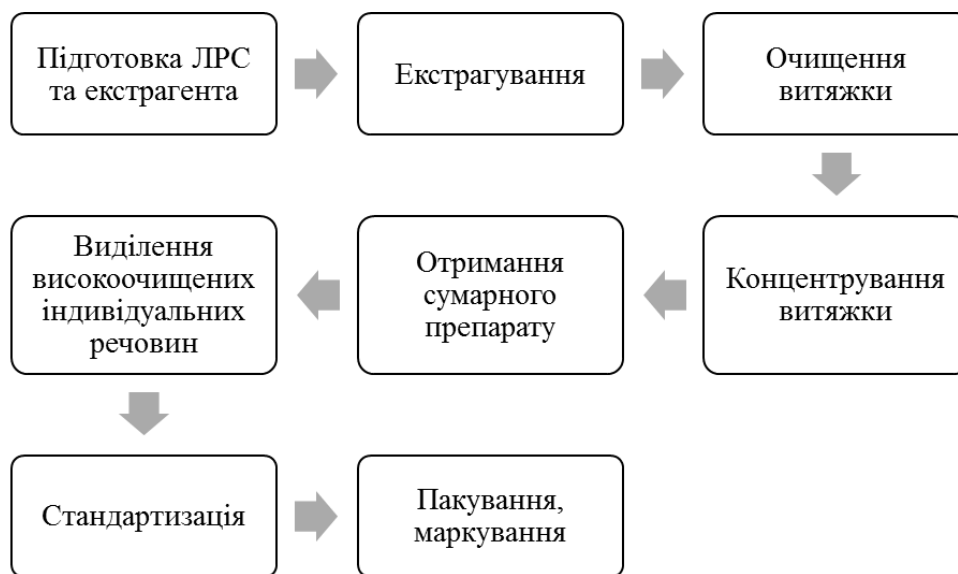 Підготовка ЛРС
та екстрагента
Екстрагування
Очищення
витяжки
Концентрування
витяжки
Отримання
сумарного
препарату
Виділення
високоочищених
індивідуальних
речовин
Стандартизація
Пакування,
маркування